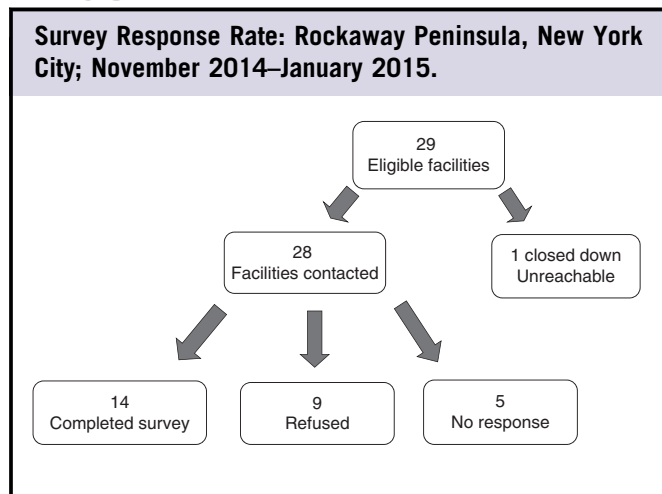 Survey Response Rate: Rockaway Peninsula, New York
City; November 2014–January 2015.
29
Eligible facilities
28
Facilities contacted
1 closed down
Unreachable
14
Completed survey
9
Refused
5
No response